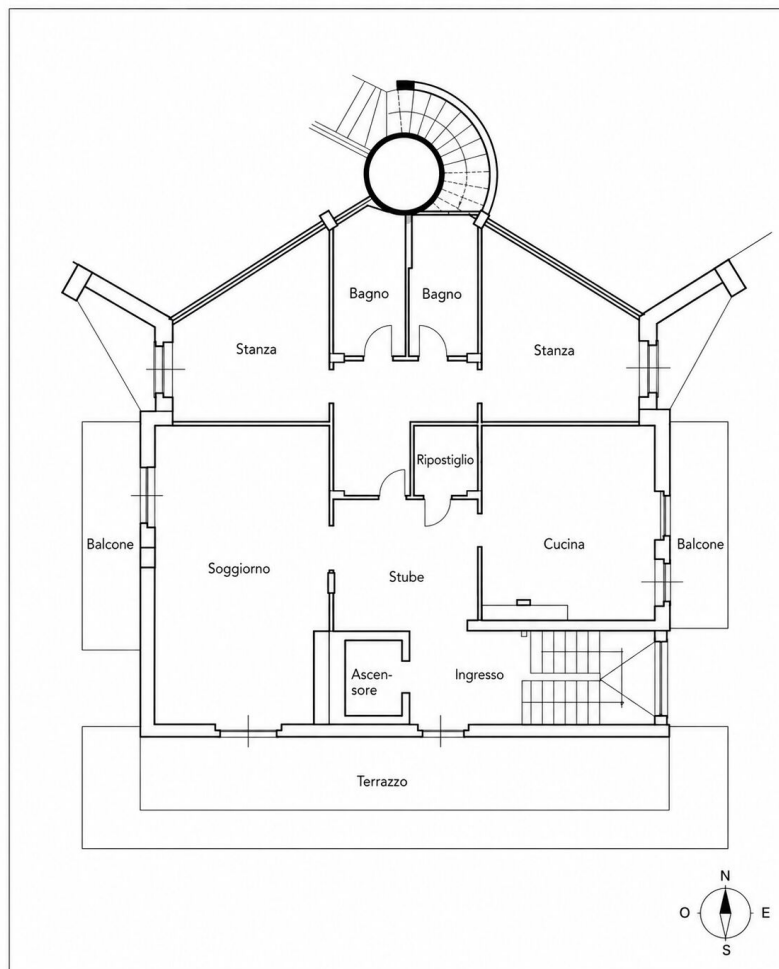 Bagno
Bagno
Stanza
Stanza
Ripostiglio
Balcone
Soggiorno
Stube
Cucina
Balcone
Ascen-
sore
Ingresso
Terrazzo
N
O
E
S